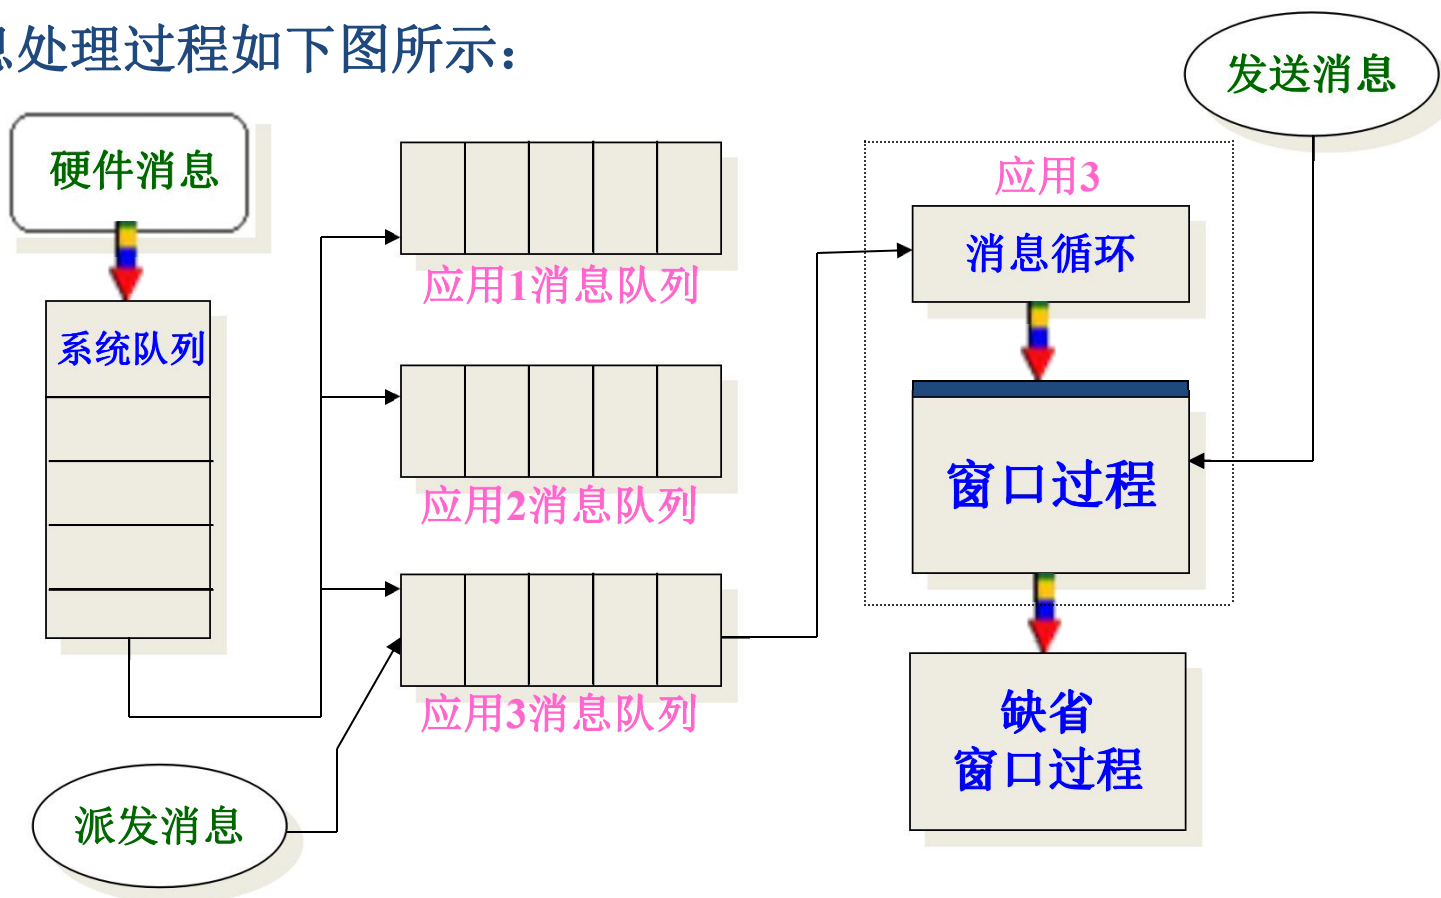 息处理过程如下图所示：
发送消息
硬件消息
系统队列
应用1消息队列
应用2消息队列
应用3消息队列
派发消息
应用3
消息循环
窗口过程
缺省
窗口过程